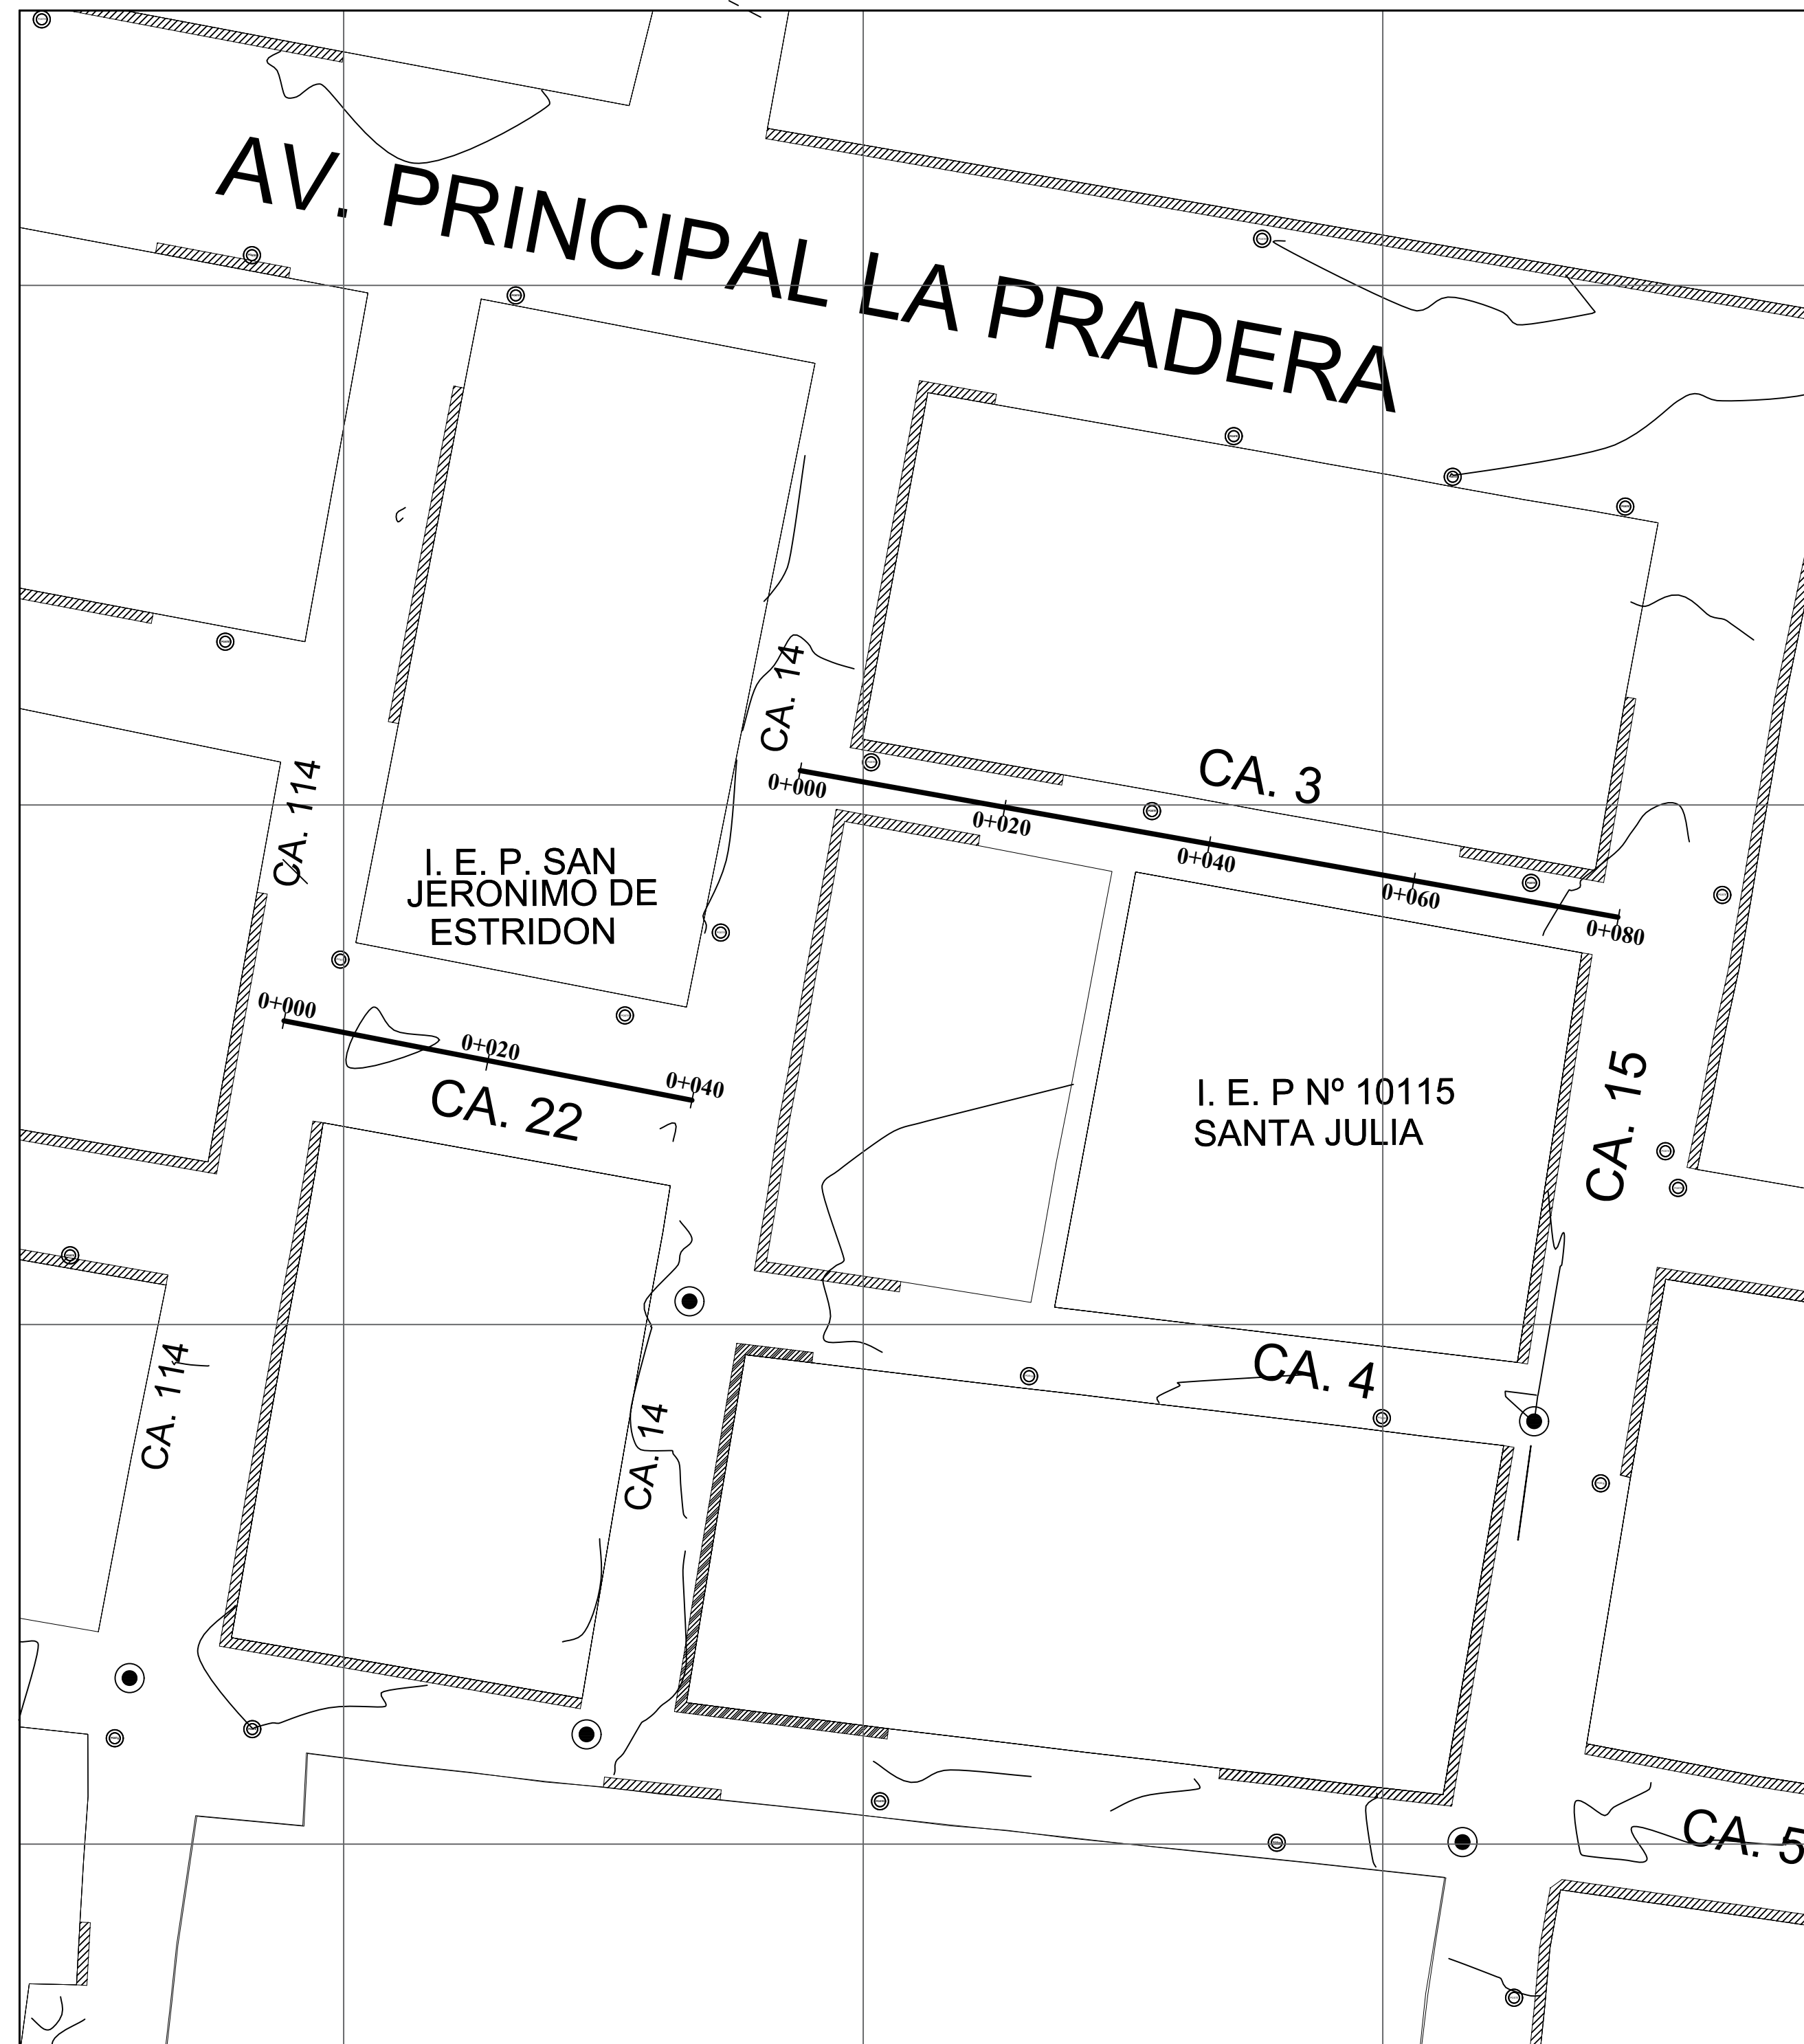 AV. PRINCIPAL LA PRADERA
CA. 14
CA. 3
CA. 114
0+000
0+020
0+040
0+060
0+080
I. E. P. SAN
JERONIMO DE
ESTRIDON
0+000
0+020
0+040
CA. 22
I. E. P Nº 10115
SANTA JULIA
CA. 15
CA. 114
CA. 4
CA. 14
CA. 5